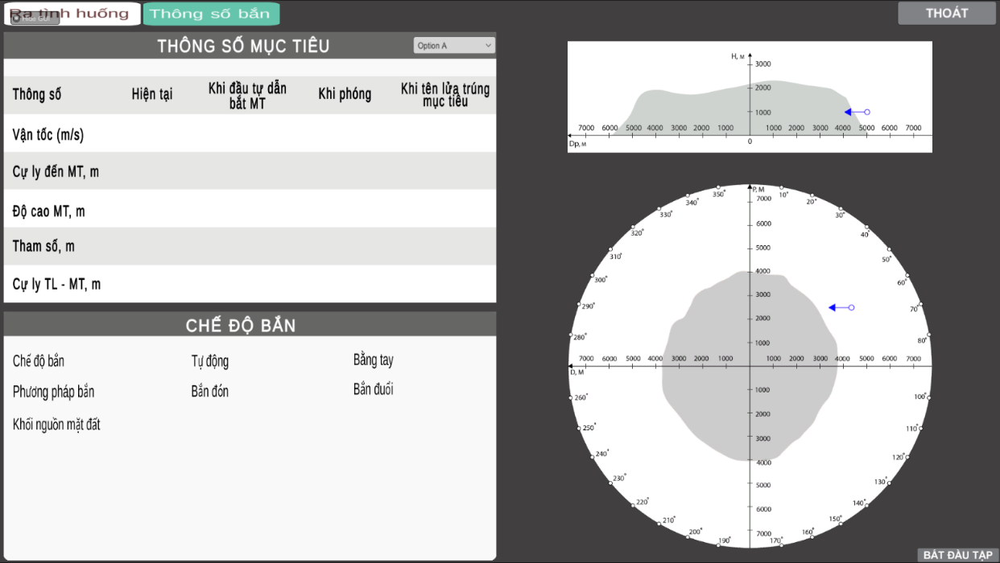 Ra tình huống
Hide GUI
Thông số bắn
THOÁT
THÔNG SỐ MỤC TIÊU
Option A
Thông số
Hiện tại
Khi đầu tự dẫn
bắt MT
Khi phóng
Khi tên lửa trúng
mục tiêu
Vận tốc (m/s)
Cự ly đến MT, m
Độ cao MT, m
Tham số, m
Cự ly TL - MT, m
CHẾ ĐỘ BẮN
Chế độ bắn
Tự động
Bằng tay
Phương pháp bắn
Bắn đón
Bắn đuổi
Khối nguồn mặt đất
H, м
3000
2000
1000
7000 6000 5000 4000 3000 2000 1000 1000 2000 3000 4000 5000 6000 7000
Dp, м
0
P, M
350° 10°
340° 20°
330° 30°
320° 40°
310° 50°
300° 60°
290° 70°
280° 80°
7000
6000
5000
4000
3000
2000
1000
7000 6000 5000 4000 3000 2000 1000 1000 2000 3000 4000 5000 6000 7000
D, M
1000
2000
3000
4000
5000
6000
7000
260° 100°
250° 110°
240° 120°
230° 130°
220° 140°
210° 150°
200° 160°
190° 170°
BẮT ĐẦU TẬP